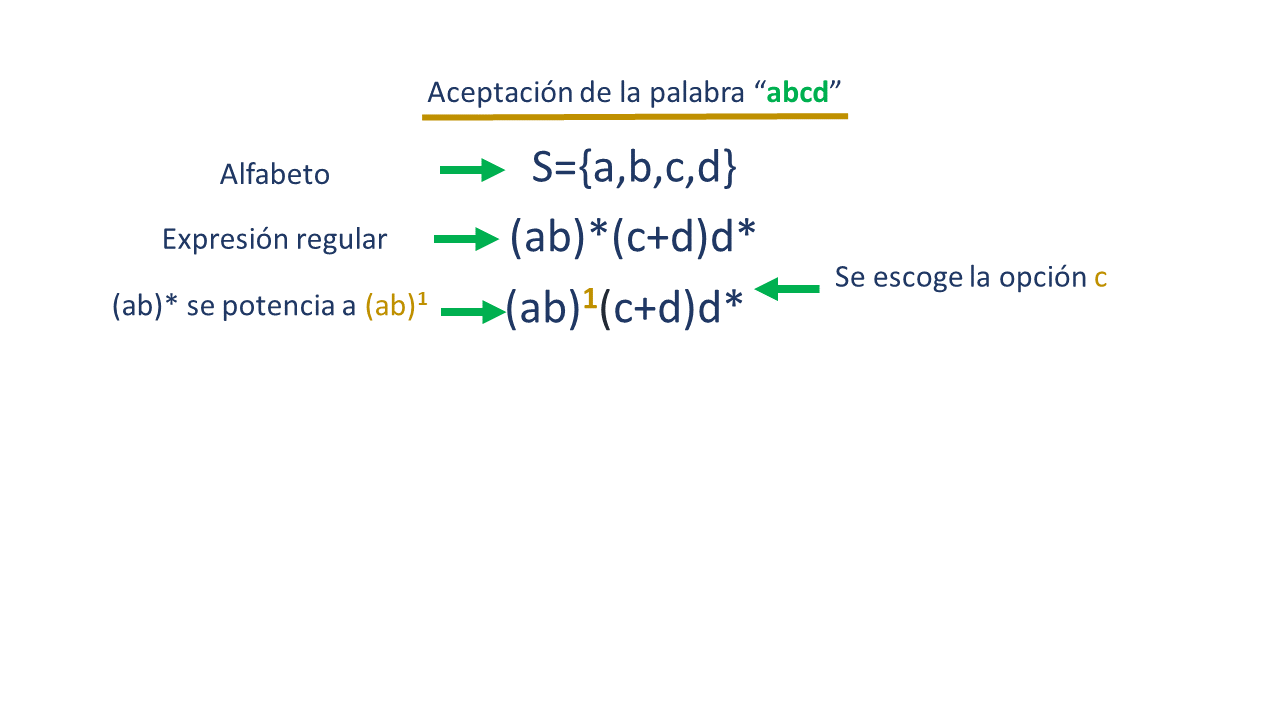 Aceptación de la palabra “abcd”
Alfabeto
S={a,b,c,d}
Expresión regular
(ab)*(c+d)d*
(ab)* se potencia a (ab)¹
(ab)¹(c+d)d*
Se escoge la opción c